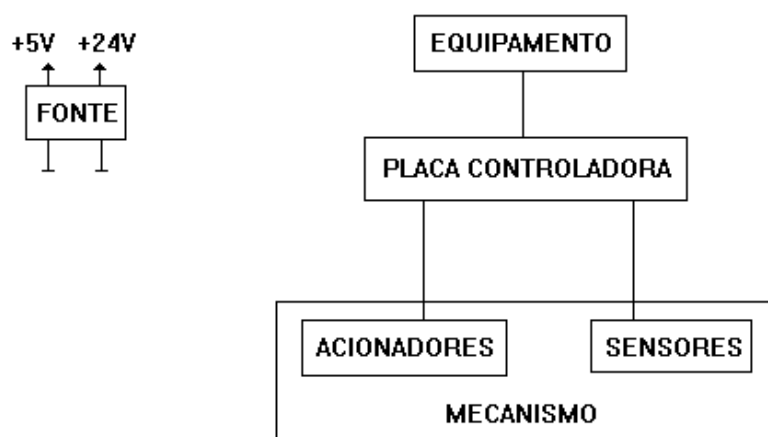 +5V +24V
FONTE
EQUIPAMENTO
PLACA CONTROLADORA
ACIONADORES
SENSORES
MECANISMO